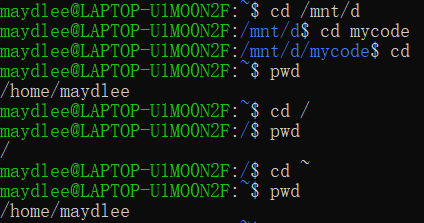 maydlee@LAPTOP-U1MOON2F:~$ cd /mnt/d
maydlee@LAPTOP-U1MOON2F:/mnt/d$ cd mycode
maydlee@LAPTOP-U1MOON2F:/mnt/d/mycode$ cd
maydlee@LAPTOP-U1MOON2F:~$ pwd
/home/maydlee
maydlee@LAPTOP-U1MOON2F:~$ cd /
maydlee@LAPTOP-U1MOON2F:/$ pwd
/
maydlee@LAPTOP-U1MOON2F:/$ cd ~
maydlee@LAPTOP-U1MOON2F:~$ pwd
/home/maydlee